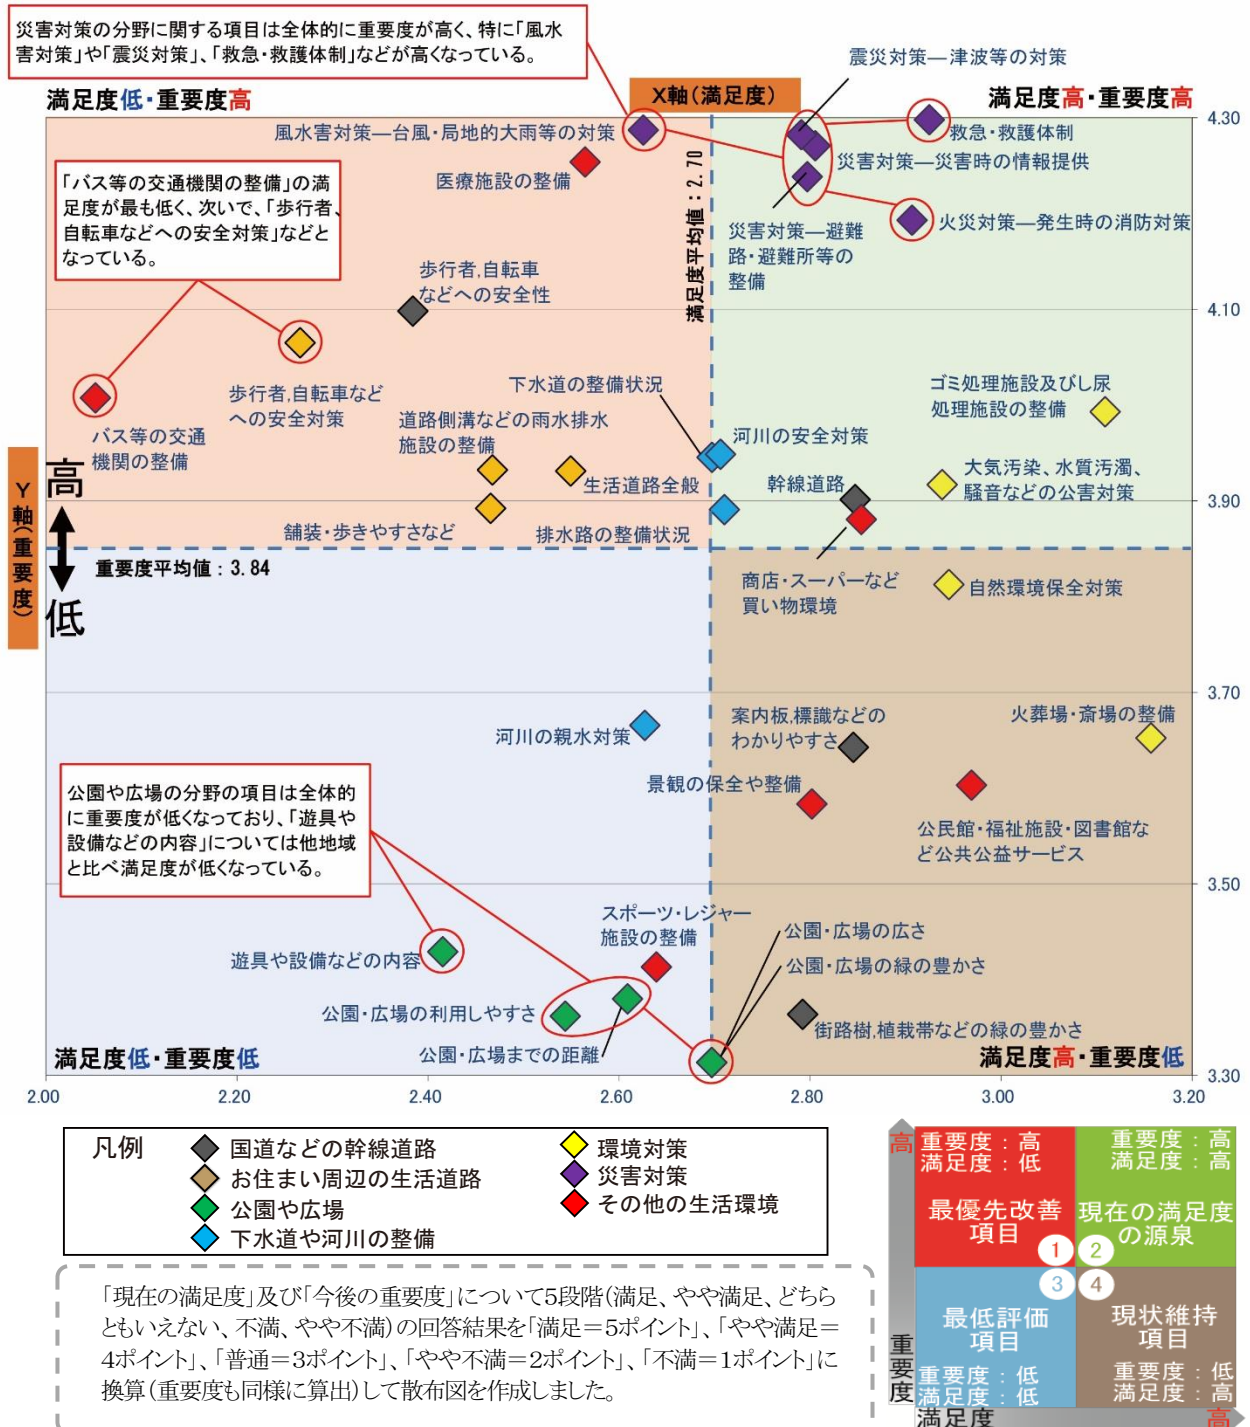 災害対策の分野に関する項目は全体的に重要度が高く、特に「風水
害対策」や「震災対策」、「救急・救護体制」などが高くなっている。
震災対策―津波等の対策
X軸(満足度)
満足度低・重要度高
満足度高・重要度高
4.30
風水害対策―台風・局地的大雨等の対策
救急・救護体制
医療施設の整備
災害対策―災害時の情報提供
「バス等の交通機関の整備」の満
足度が最も低く、次いで、「歩行者、
自転車などへの安全対策」などと
なっている。
満足度平均値：2.70
災害対策―避難
路・避難所等の
整備
火災対策―発生時の消防対策
歩行者,自転車
などへの安全性
4.10
下水道の整備状況
ゴミ処理施設及びし尿
処理施設の整備
歩行者,自転車など
への安全対策
道路側溝などの雨水排水
施設の整備
河川の安全対策
バス等の交通
機関の整備
生活道路全般
幹線道路
大気汚染、水質汚濁、
騒音などの公害対策
Y軸(重要度)
高
低
3.90
舗装・歩きやすさなど
排水路の整備状況
重要度平均値：3.84
商店・スーパーなど
買い物環境
自然環境保全対策
3.70
河川の親水対策
案内板,標識などの
わかりやすさ
火葬場・斎場の整備
景観の保全や整備
公園や広場の分野の項目は全体的
に重要度が低くなっており、「遊具や
設備などの内容」については他地域
と比べ満足度が低くなっている。
公民館・福祉施設・図書館な
ど公共公益サービス
3.50
スポーツ・レジャー
施設の整備
公園・広場の広さ
遊具や設備などの内容
公園・広場の緑の豊かさ
公園・広場の利用しやすさ
街路樹,植栽帯などの緑の豊かさ
公園・広場までの距離
満足度低・重要度低
満足度高・重要度低
3.30
2.00
2.20
2.40
2.60
2.80
3.00
3.20
凡例
国道などの幹線道路
お住まい周辺の生活道路
公園や広場
下水道や河川の整備
環境対策
災害対策
その他の生活環境
高
重要度：高
満足度：低
最優先改善
項目
1
重要度：高
満足度：高
現在の満足度
の源泉
2
3
最低評価
項目
重要度：低
満足度：低
4
現状維持
項目
重要度：低
満足度：高
重要度
満足度
高
「現在の満足度」及び「今後の重要度」について5段階(満足、やや満足、どちら
ともいえない、不満、やや不満)の回答結果を「満足＝5ポイント」、「やや満足＝
4ポイント」、「普通＝3ポイント」、「やや不満＝2ポイント」、「不満＝1ポイント」に
換算(重要度も同様に算出)して散布図を作成しました。